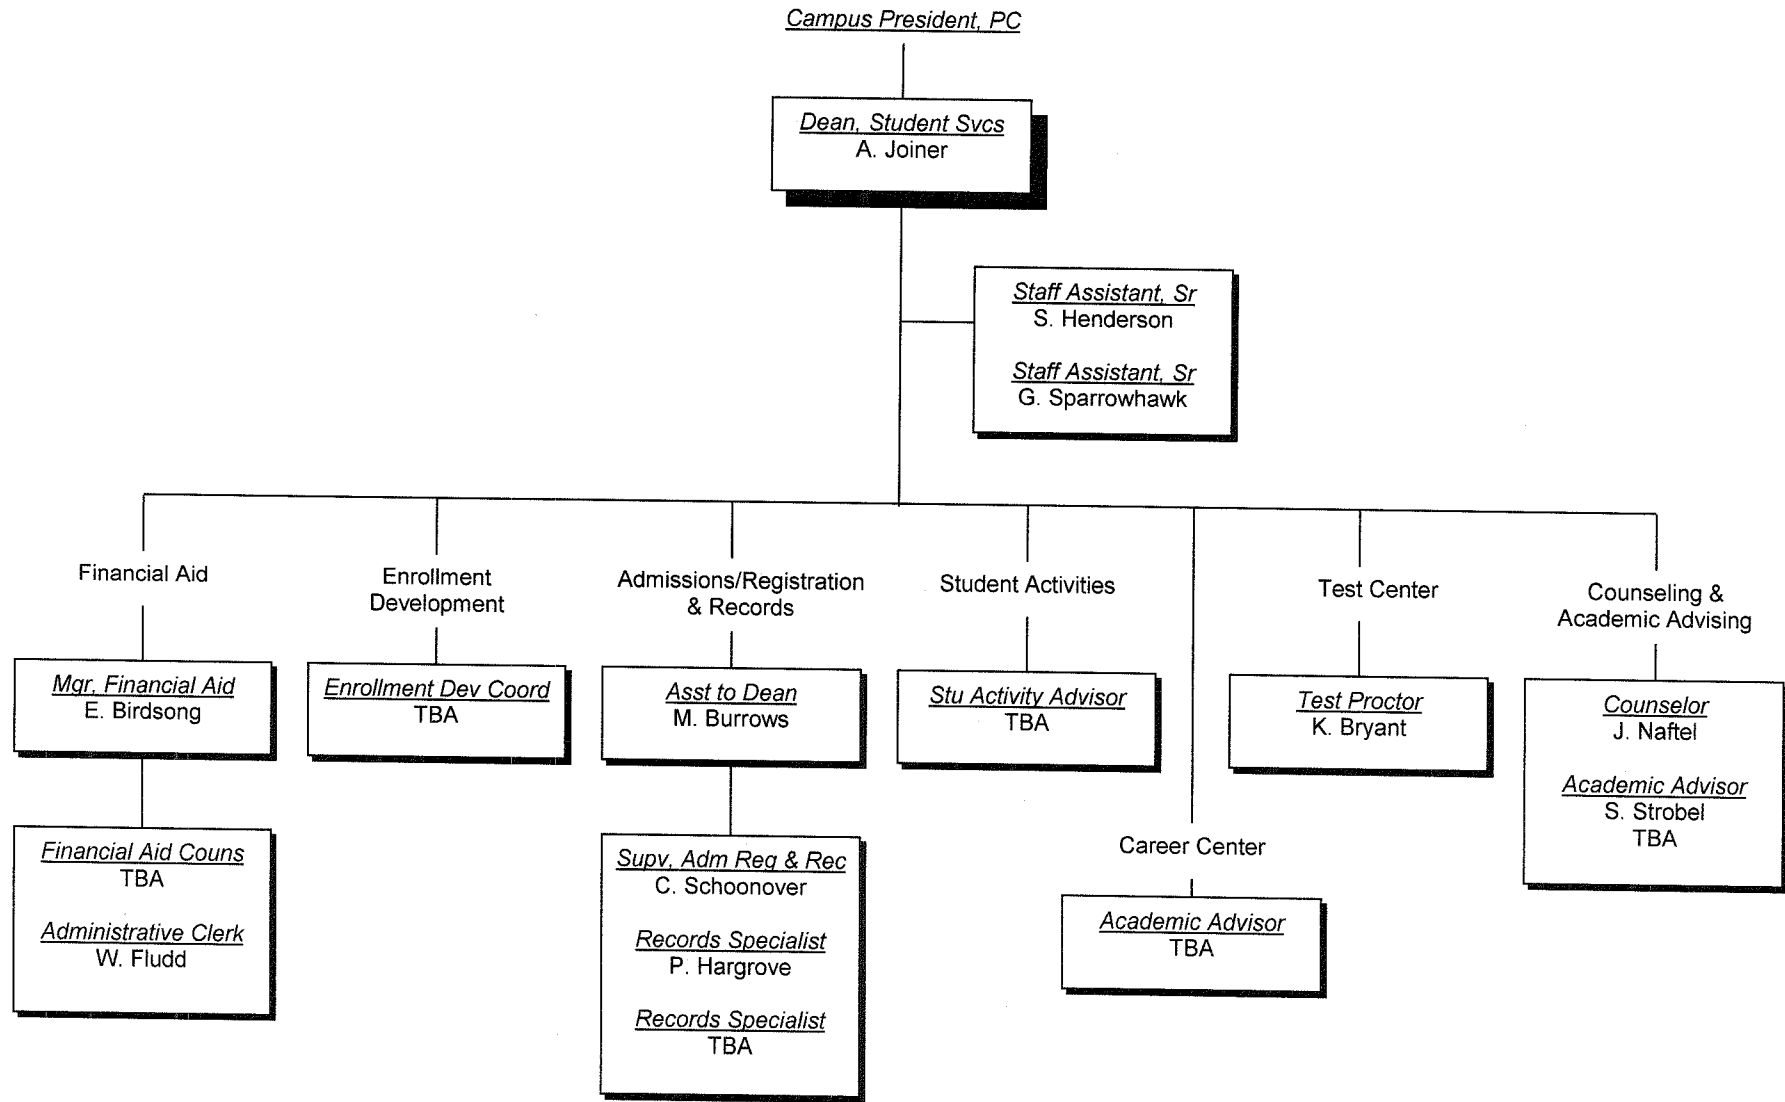 Campus President, PC
Dean, Student Svcs
A. Joiner
Staff Assistant, Sr
S. Henderson
Staff Assistant, Sr
G. Sparrowhawk
Financial Aid
Mgr, Financial Aid
E. Birdsong
Financial Aid Couns
TBA
Administrative Clerk
W. Fludd
Enrollment
Development
Enrollment Dev Coord
TBA
Admissions/Registration
& Records
Asst to Dean
M. Burrows
Supv, Adm Reg & Rec
C. Schoonover
Records Specialist
P. Hargrove
Records Specialist
TBA
Student Activities
Stu Activity Advisor
TBA
Career Center
Academic Advisor
TBA
Test Center
Test Proctor
K. Bryant
Counseling &
Academic Advising
Counselor
J. Naftel
Academic Advisor
S. Strobel
TBA